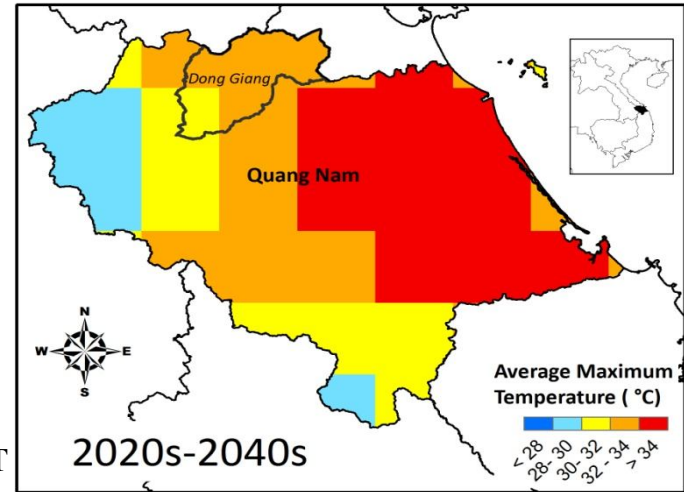 Dong Giang
Quang Nam
N
W E
S
Average Maximum
Temperature ( °C)
< 28
28- 30
30- 32
32 - 34
> 34
2020s-2040s
T